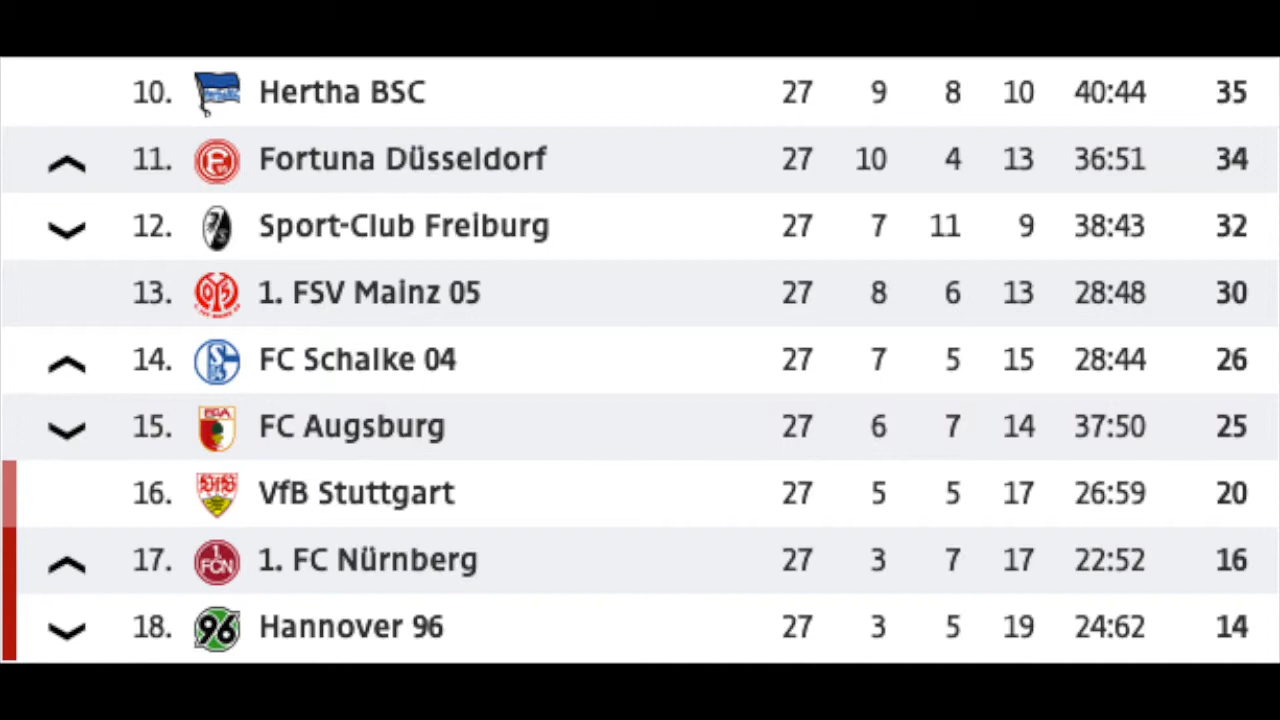 10. Hertha BSC 27 9 8 10 40:44 35
11. Fortuna Düsseldorf 27 10 4 13 36:51 34
12. Sport-Club Freiburg 27 7 11 9 38:43 32
13. 1. FSV Mainz 05 27 8 6 13 28:48 30
14. FC Schalke 04 27 7 5 15 28:44 26
15. FC Augsburg 27 6 7 14 37:50 25
16. VfB Stuttgart 27 5 5 17 26:59 20
17. 1. FCN 1. FC Nürnberg 27 3 7 17 22:52 16
18. 96 Hannover 96 27 3 5 19 24:62 14